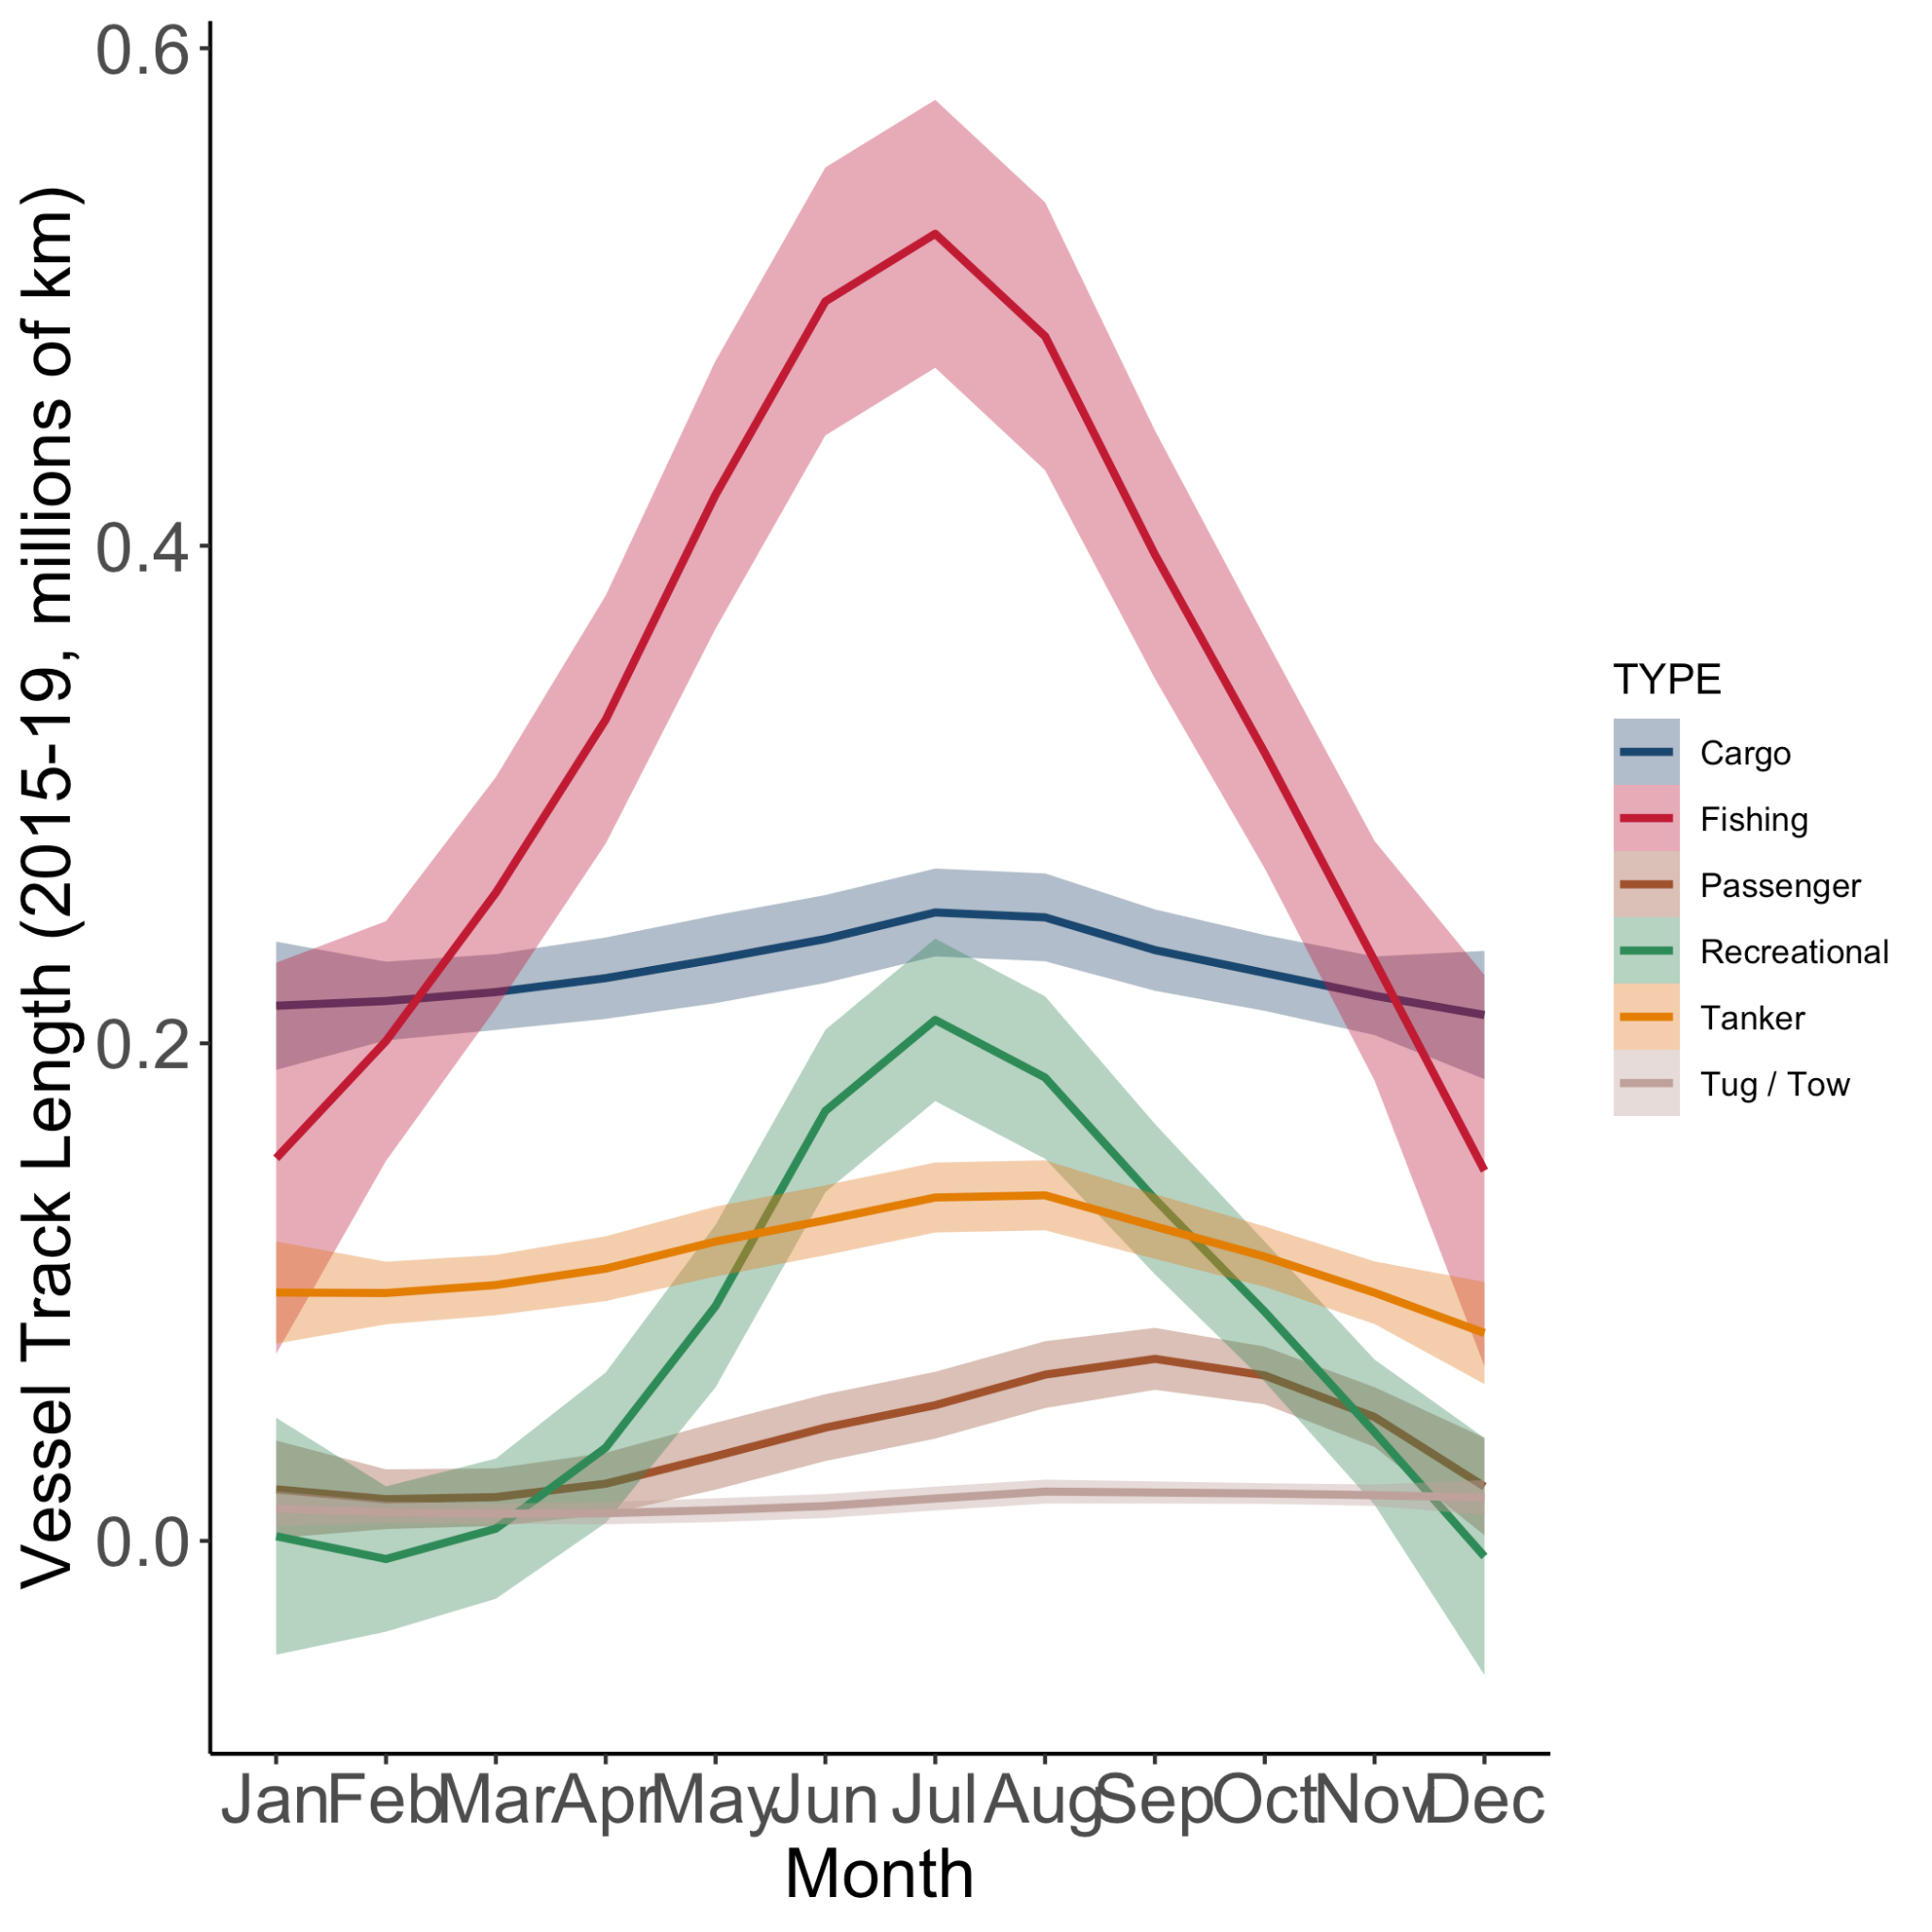 Vessel Track Length (2015-19, millions of km)
0.6
0.4
0.2
0.0
Jan Feb Mar Apr May Jun Jul Aug Sep Oct Nov Dec
Month
TYPE
Cargo
Fishing
Passenger
Recreational
Tanker
Tug / Tow